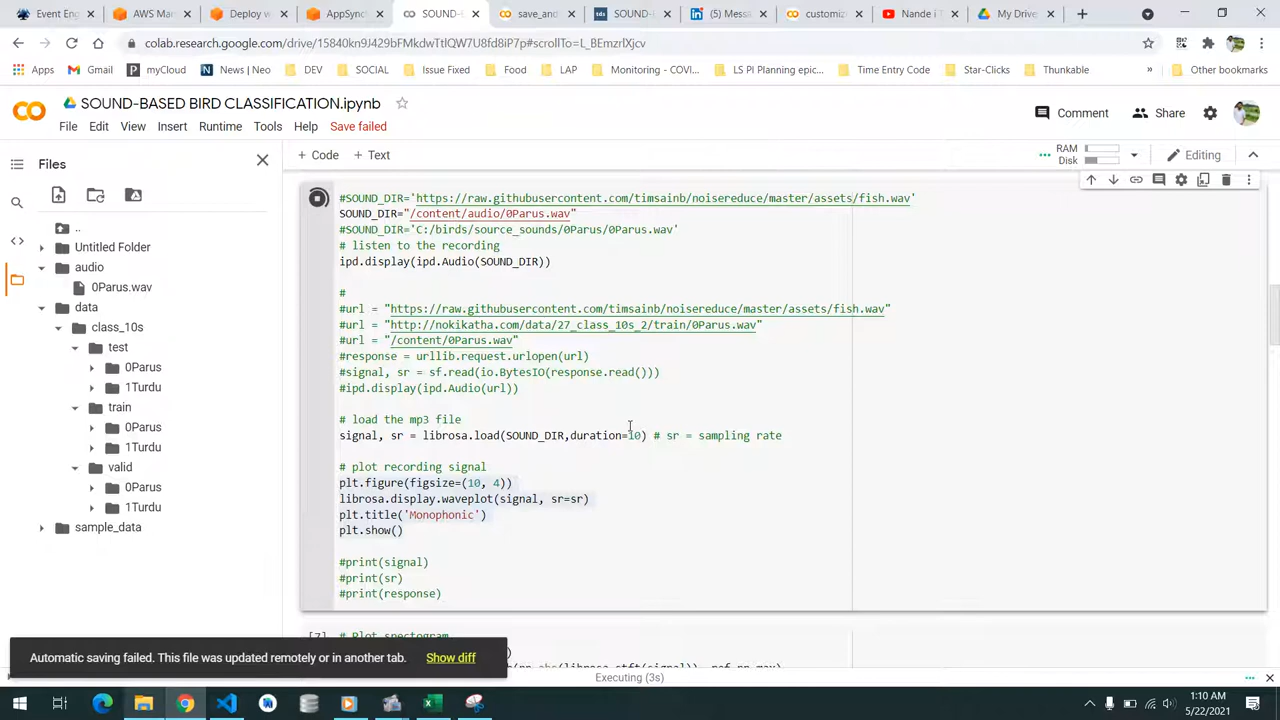 Event Eng
AWS Mar
Deploy w
AppSync
SOUND-B
save_and
SOUND-B
(5) Messa
customiz
Nande i T
My Drive
colab.research.google.com/drive/15840kn9J429bFMkdwTtlQW7U8fd8iP7p#scrollTo=L_BEmzrlXjcv
Apps
Gmail
myCloud
News | Neo
DEV
SOCIAL
Issue Fixed
Food
LAP
Monitoring - COVI...
LS PI Planning epic...
Time Entry Code
Star-Clicks
Thunkable
»
Other bookmarks
SOUND-BASED BIRD CLASSIFICATION.ipynb
Comment
Share
File Edit View Insert Runtime Tools Help Save failed
Files
+ Code + Text
RAM
Disk
Editing
..
Untitled Folder
audio
0Parus.wav
data
class_10s
test
0Parus
1Turdu
train
0Parus
1Turdu
valid
0Parus
1Turdu
sample_data
#SOUND_DIR='https://raw.githubusercontent.com/timsainb/noisereduce/master/assets/fish.wav'
SOUND_DIR="/content/audio/0Parus.wav"
#SOUND_DIR='C:/birds/source_sounds/0Parus/0Parus.wav'
# listen to the recording
ipd.display(ipd.Audio(SOUND_DIR))
#
#url = "https://raw.githubusercontent.com/timsainb/noisereduce/master/assets/fish.wav"
#url = "http://nokikatha.com/data/27_class_10s_2/train/0Parus.wav"
#url = "/content/0Parus.wav"
#response = urllib.request.urlopen(url)
#signal, sr = sf.read(io.BytesIO(response.read()))
#ipd.display(ipd.Audio(url))
# load the mp3 file
signal, sr = librosa.load(SOUND_DIR,duration=10) # sr = sampling rate
# plot recording signal
plt.figure(figsize=(10, 4))
librosa.display.waveplot(signal, sr=sr)
plt.title('Monophonic')
plt.show()
#print(signal)
#print(sr)
#print(response)
[7] # Plot spectogram
Automatic saving failed. This file was updated remotely or in another tab. Show diff
Executing (3s)
1:10 AM
5/22/2021